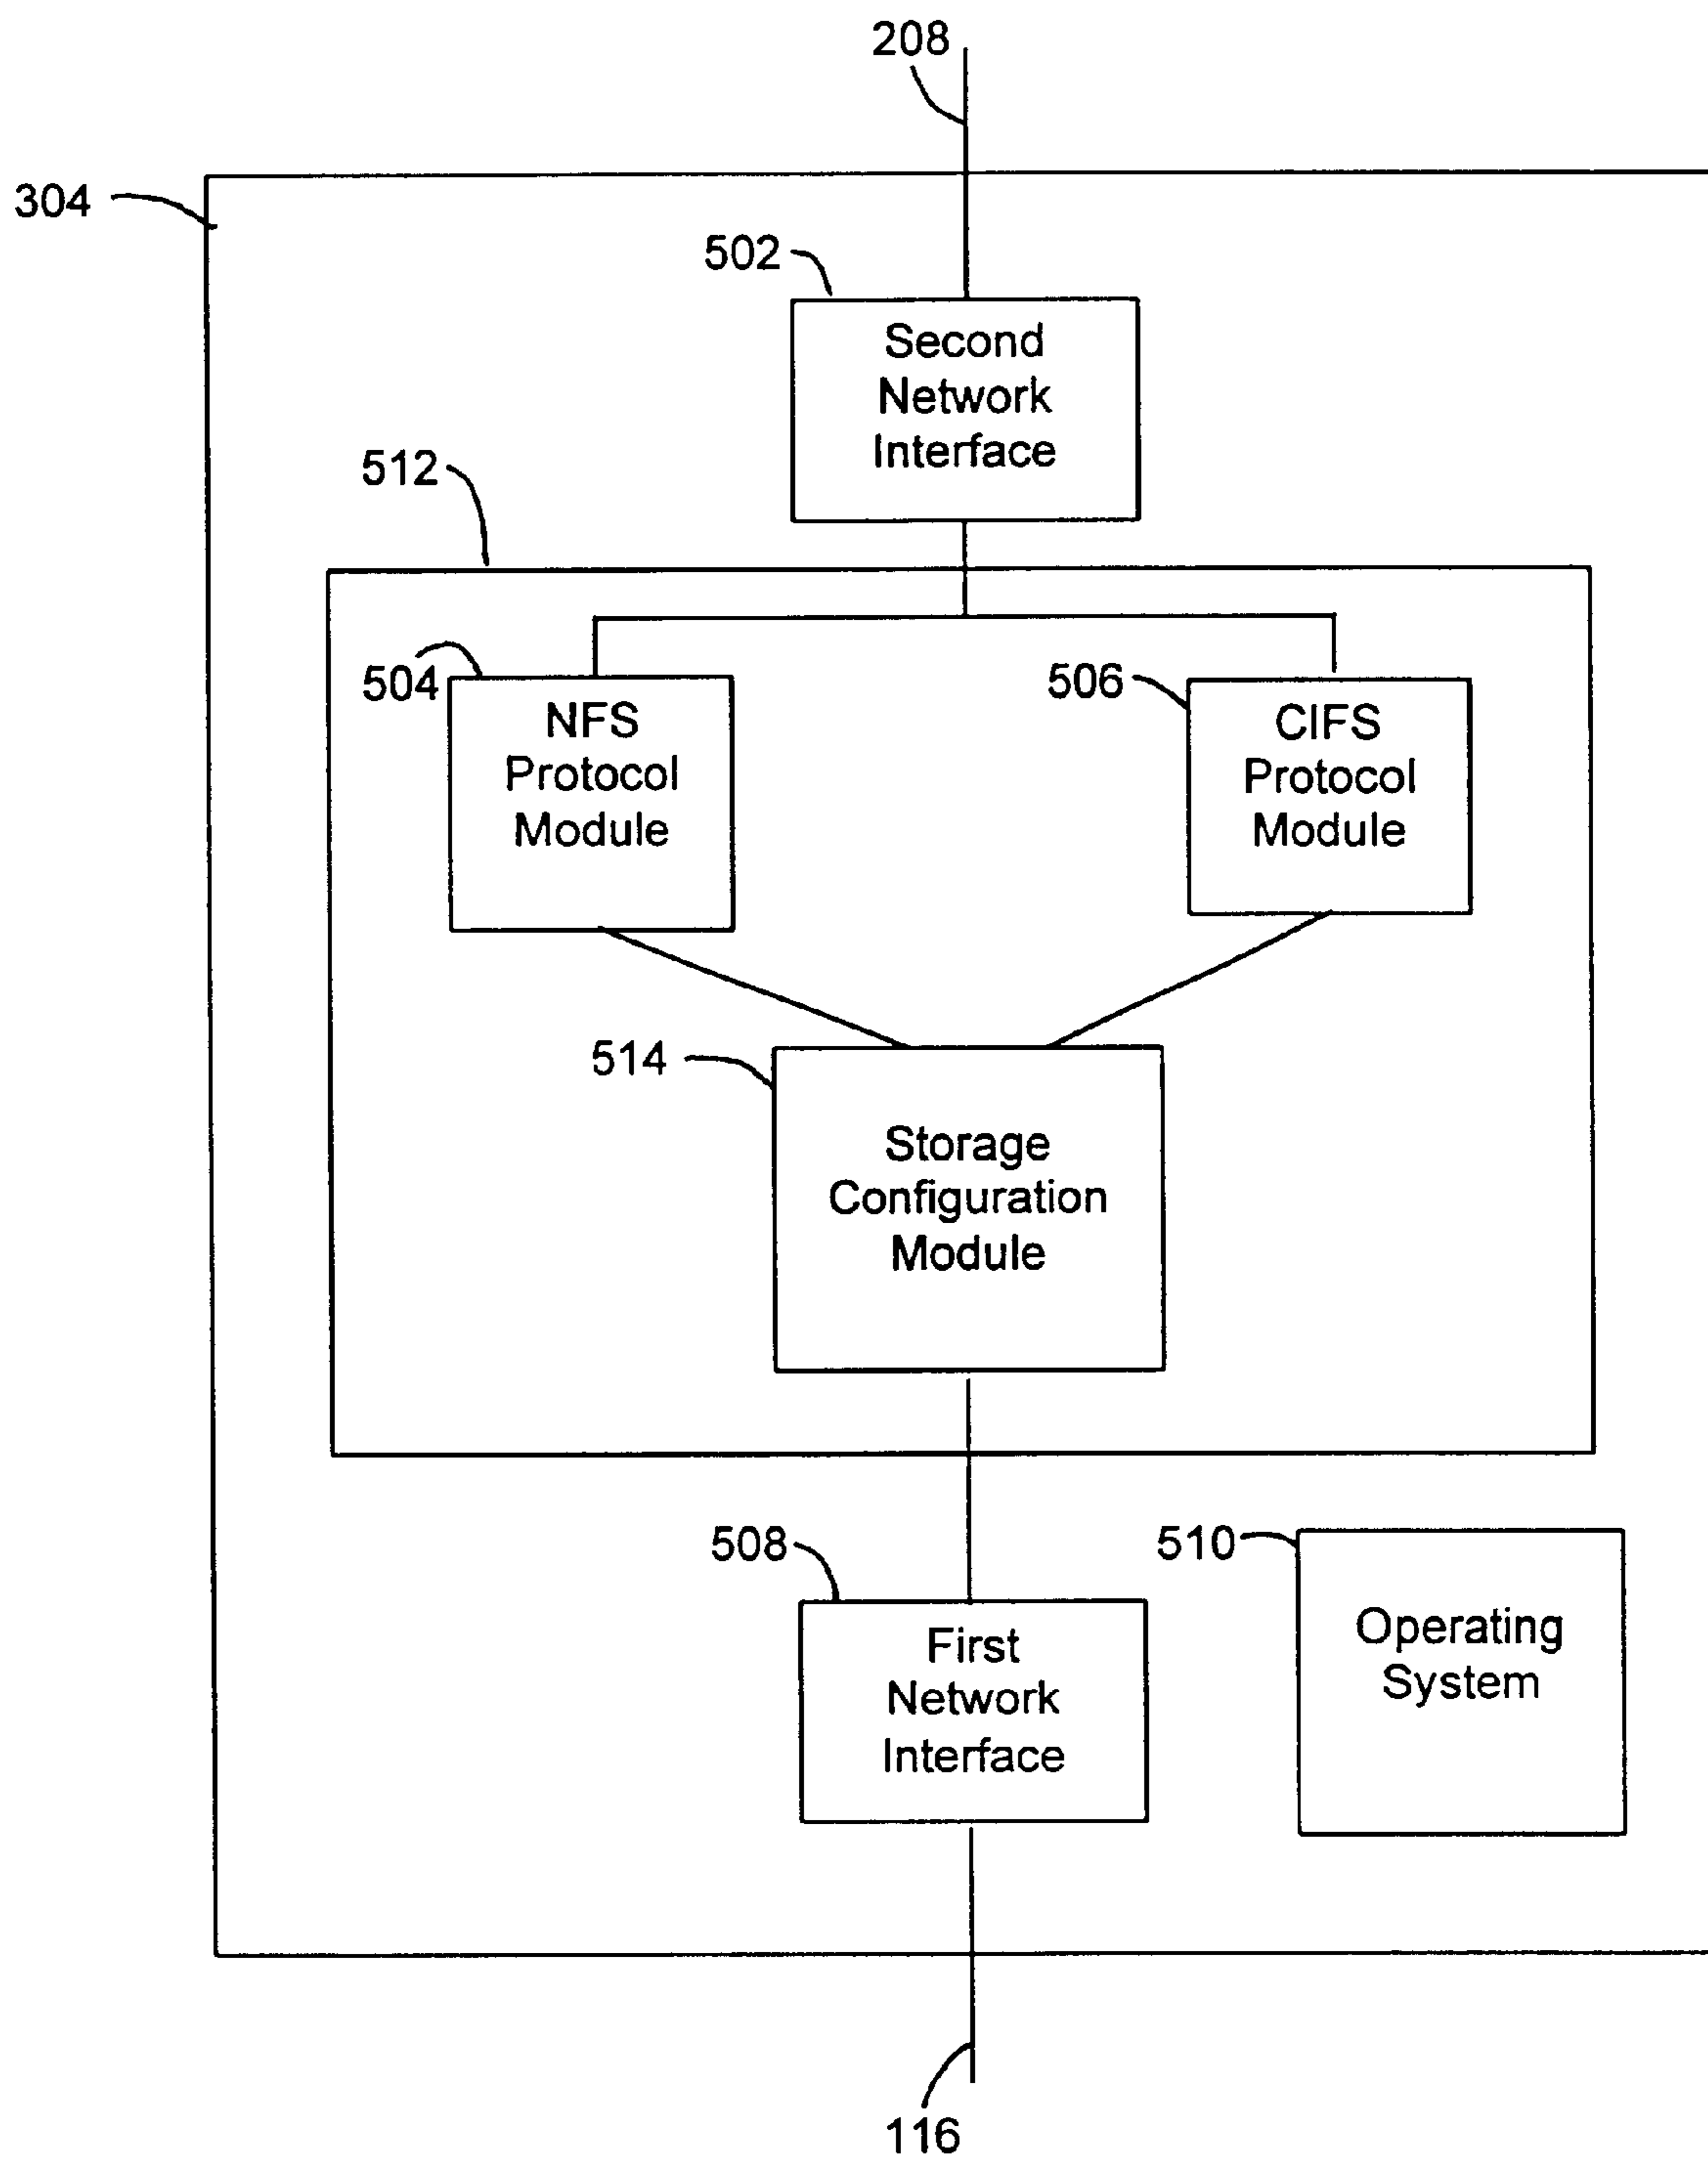 208
304
502
Second
Network
Interface
512
504
NFS
Protocol
Module
506
CIFS
Protocol
Module
514
Storage
Configuration
Module
508
First
Network
Interface
510
Operating
System
116